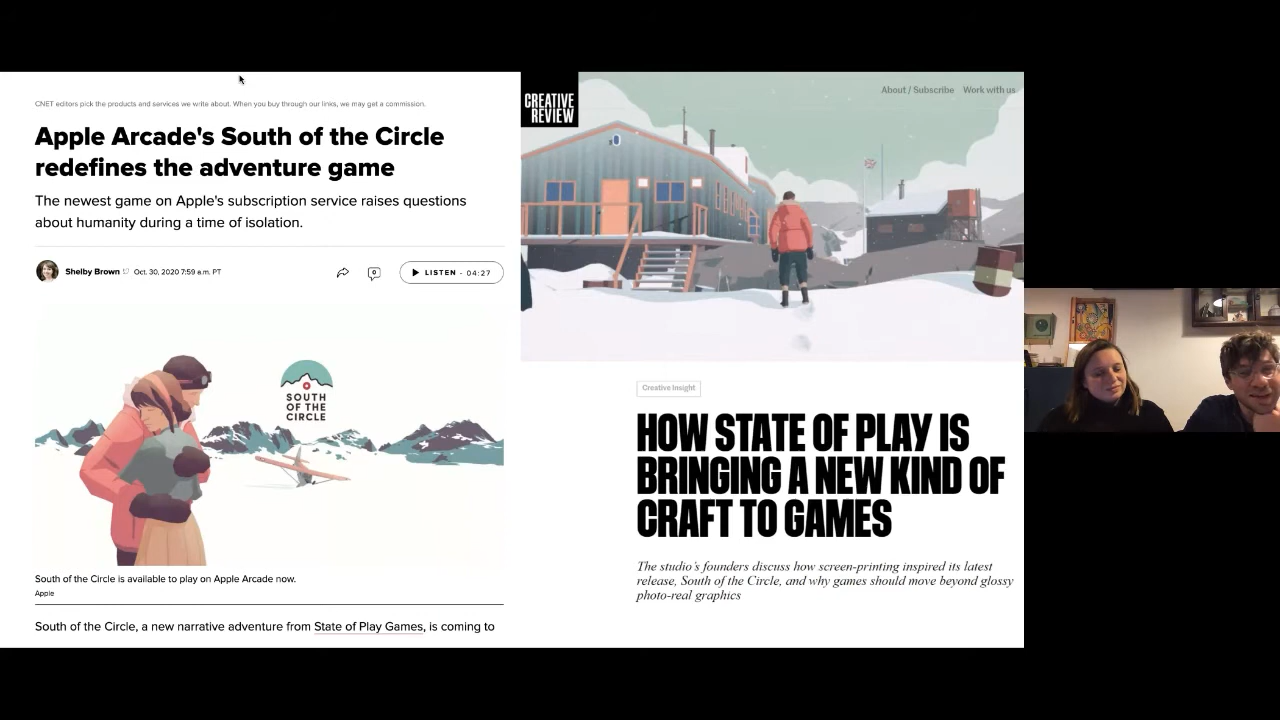 CNET editors pick the products and services we write about. When you buy through our links, we may get a commission.
Apple Arcade's South of the Circle
redefines the adventure game
The newest game on Apple's subscription service raises questions
about humanity during a time of isolation.
Shelby Brown Oct. 30, 2020 7:59 a.m. PT
0
LISTEN - 04:27
SOUTH
OF THE
CIRCLE
South of the Circle is available to play on Apple Arcade now.
Apple
South of the Circle, a new narrative adventure from State of Play Games, is coming to
CREATIVE
REVIEW
About / Subscribe Work with us
Creative Insight
HOW STATE OF PLAY IS
BRINGING A NEW KIND OF
CRAFT TO GAMES
The studio's founders discuss how screen-printing inspired its latest
release, South of the Circle, and why games should move beyond glossy
photo-real graphics